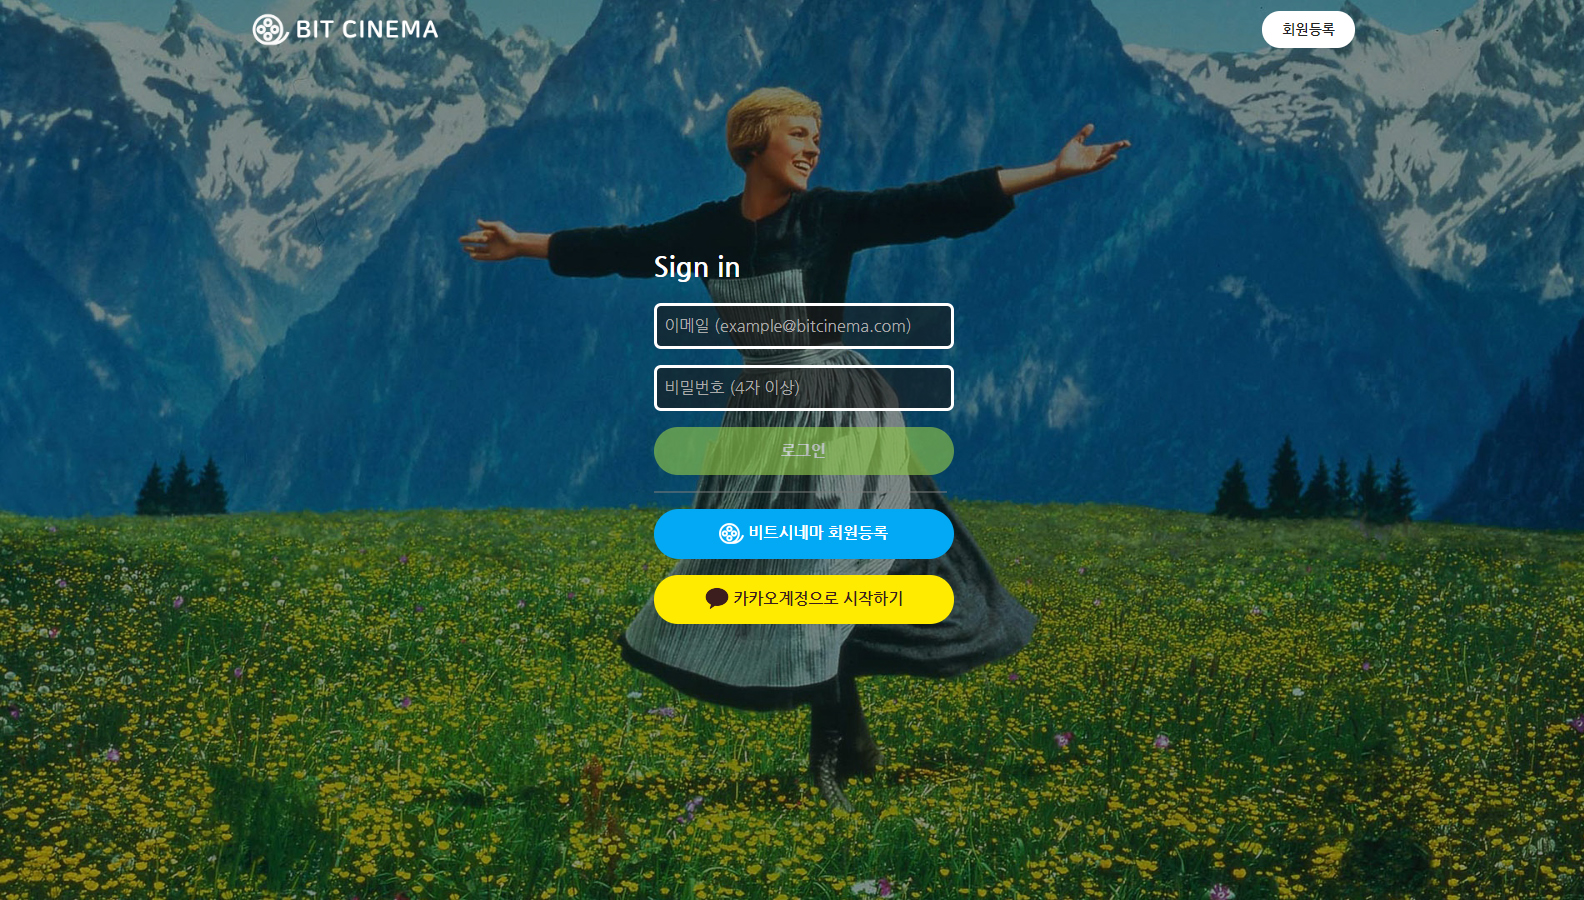 BIT CINEMA
회원등록
Sign in
이메일 (example@bitcinema.com)
비밀번호 (4자 이상)
로그인
비트시네마 회원등록
카카오계정으로 시작하기